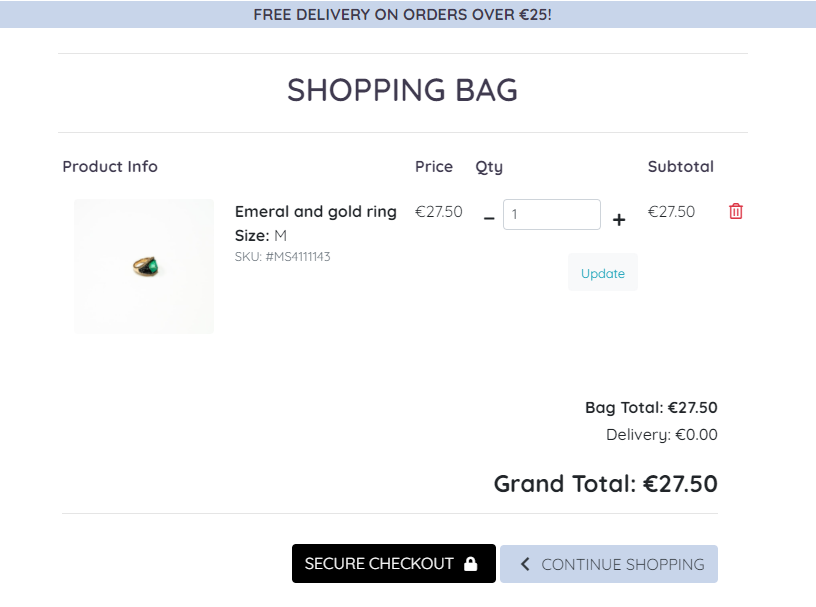 FREE DELIVERY ON ORDERS OVER €25!
SHOPPING BAG
Product Info Price Qty Subtotal
Emeral and gold ring €27.50 − 1 + €27.50
Size: M
SKU: #MS4111143
Update
Bag Total: €27.50
Delivery: €0.00
Grand Total: €27.50
SECURE CHECKOUT CONTINUE SHOPPING